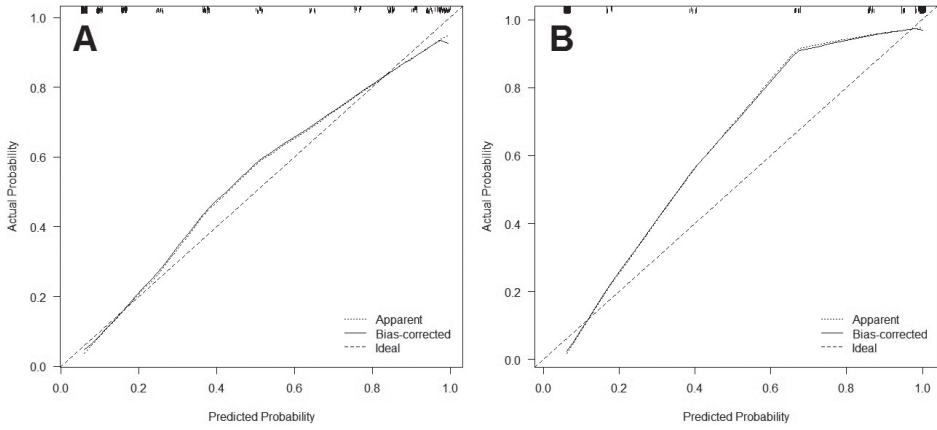 A
1.0
0.8
0.6
0.4
0.2
0.0
Actual Probability
Apparent
Bias-corrected
Ideal
0.0 0.2 0.4 0.6 0.8 1.0
Predicted Probability
B
1.0
0.8
0.6
0.4
0.2
0.0
Actual Probability
Apparent
Bias-corrected
Ideal
0.0 0.2 0.4 0.6 0.8 1.0
Predicted Probability